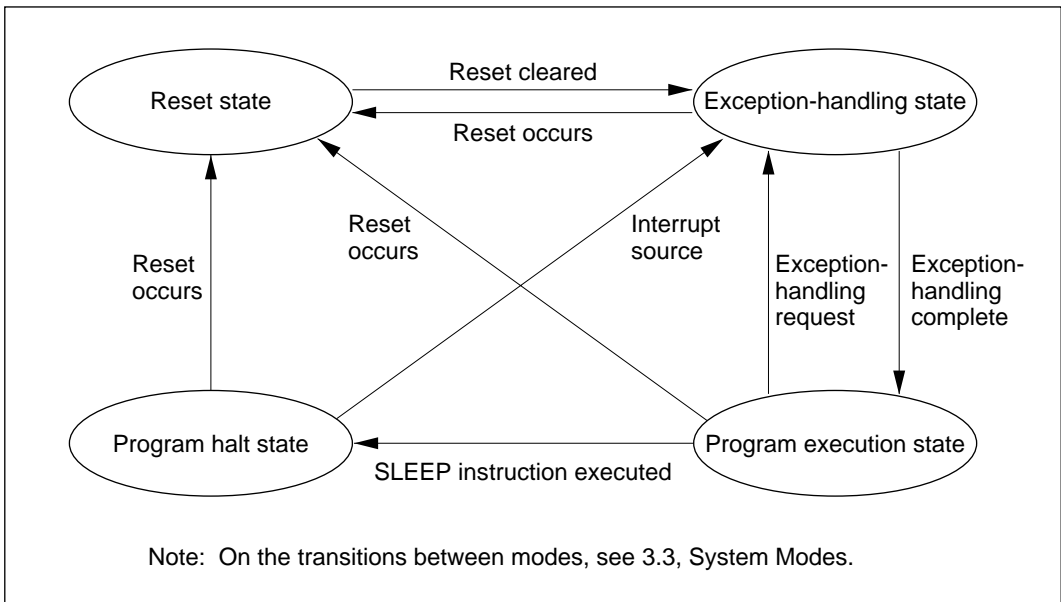 Reset cleared
Reset state
Exception-handling state
Reset occurs
Reset
occurs
Reset
occurs
Interrupt
source
Exception-
handling
request
Exception-
handling
complete
Program halt state
Program execution state
SLEEP instruction executed
Note: On the transitions between modes, see 3.3, System Modes.